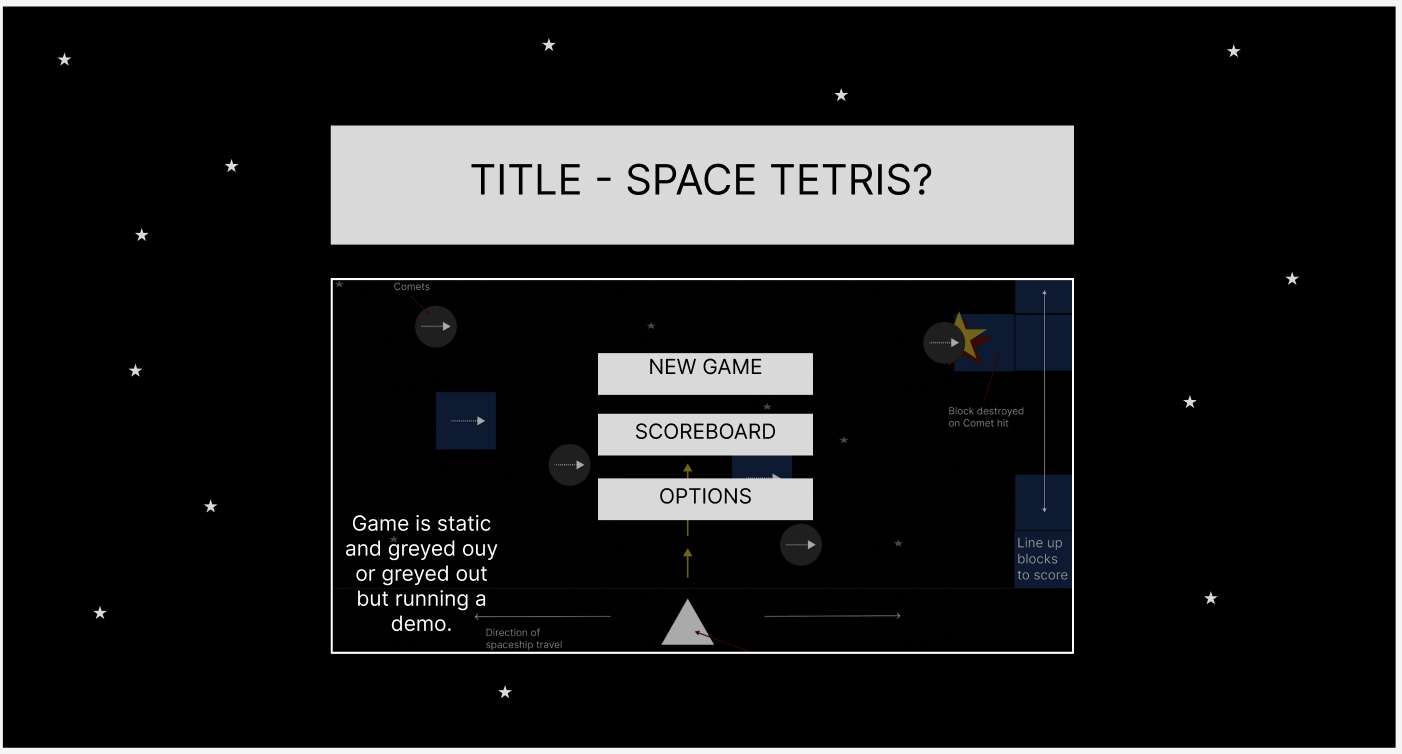 TITLE - SPACE TETRIS?
Comets
NEW GAME
SCOREBOARD
OPTIONS
Block destroyed
on Comet hit
Game is static
and greyed ouy
or greyed out
but running a
demo.
Line up
blocks
to score
Direction of
spaceship travel